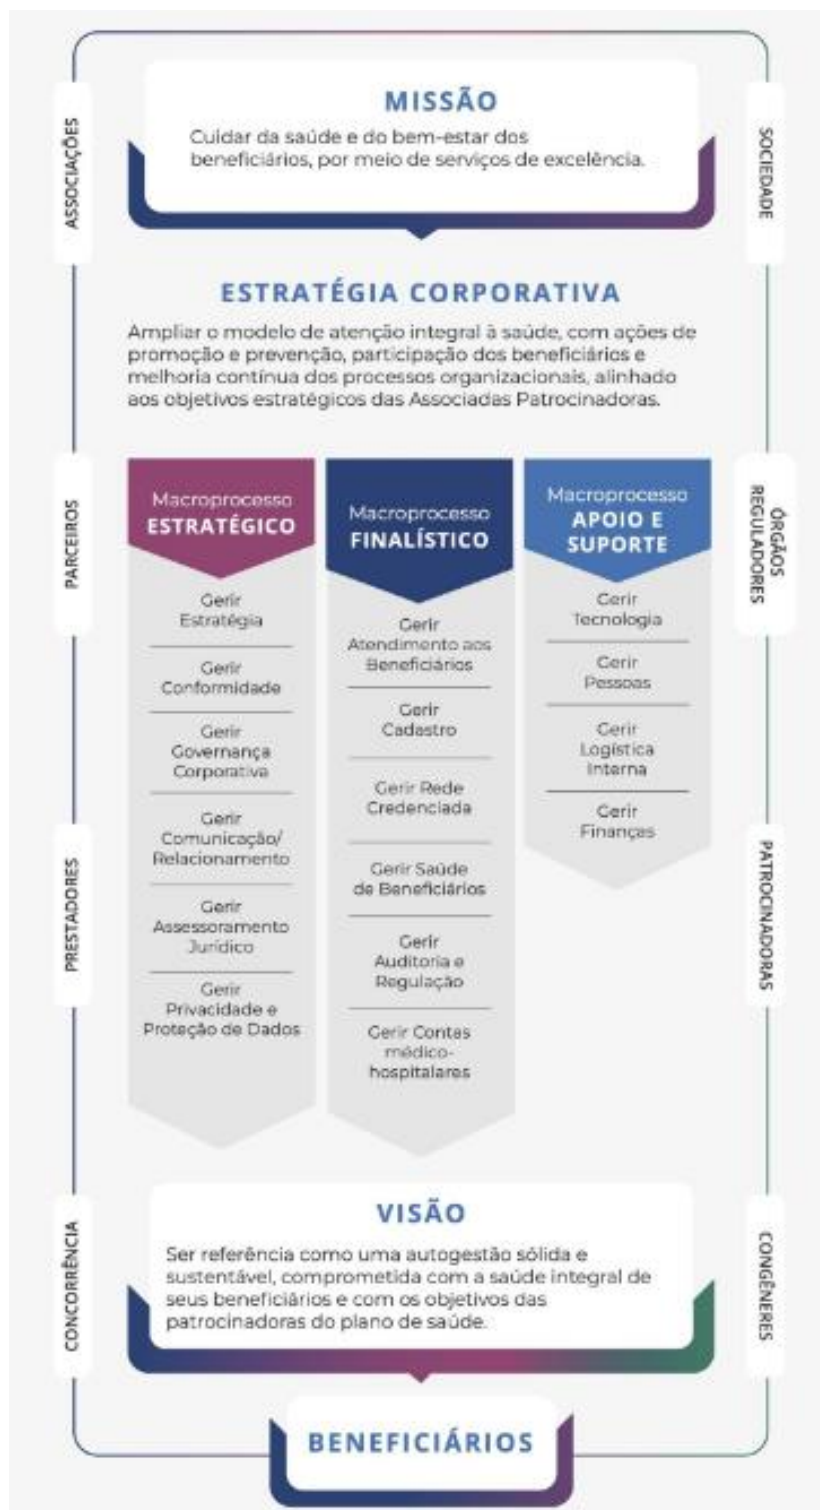 MISSÃO
Cuidar da saúde e do bem-estar dos
beneficiários, por meio de serviços de excelência.
ASSOCIAÇÕES
SOCIEDADE
ESTRATÉGIA CORPORATIVA
Ampliar o modelo de atenção integral à saúde, com ações de
promoção e prevenção, participação dos beneficiários e
melhoria contínua dos processos organizacionais, alinhado
aos objetivos estratégicos das Associadas Patrocinadoras.
PARCEIROS
ÓRGÃOS
REGULADORES
Macroprocesso
ESTRATÉGICO
Gerir
Estratégia
Gerir
Conformidade
Gerir
Governança
Corporativa
Gerir
Comunicação/
Relacionamento
Gerir
Assessoramento
Jurídico
Gerir
Privacidade e
Proteção de Dados
Macroprocesso
FINALÍSTICO
Gerir
Atendimento aos
Beneficiários
Gerir
Cadastro
Gerir Rede
Credenciada
Gerir Saúde
de Beneficiários
Gerir
Auditoria e
Regulação
Gerir Contas
médico-
hospitalares
Macroprocesso
APOIO E
SUPORTE
Gerir
Tecnologia
Gerir
Pessoas
Gerir
Logística
Interna
Gerir
Finanças
PRESTADORES
PATROCINADORAS
CONCORRÊNCIA
CONGÊNERES
VISÃO
Ser referência como uma autogestão sólida e
sustentável, comprometida com a saúde integral de
seus beneficiários e com os objetivos das
patrocinadoras do plano de saúde.
BENEFICIÁRIOS